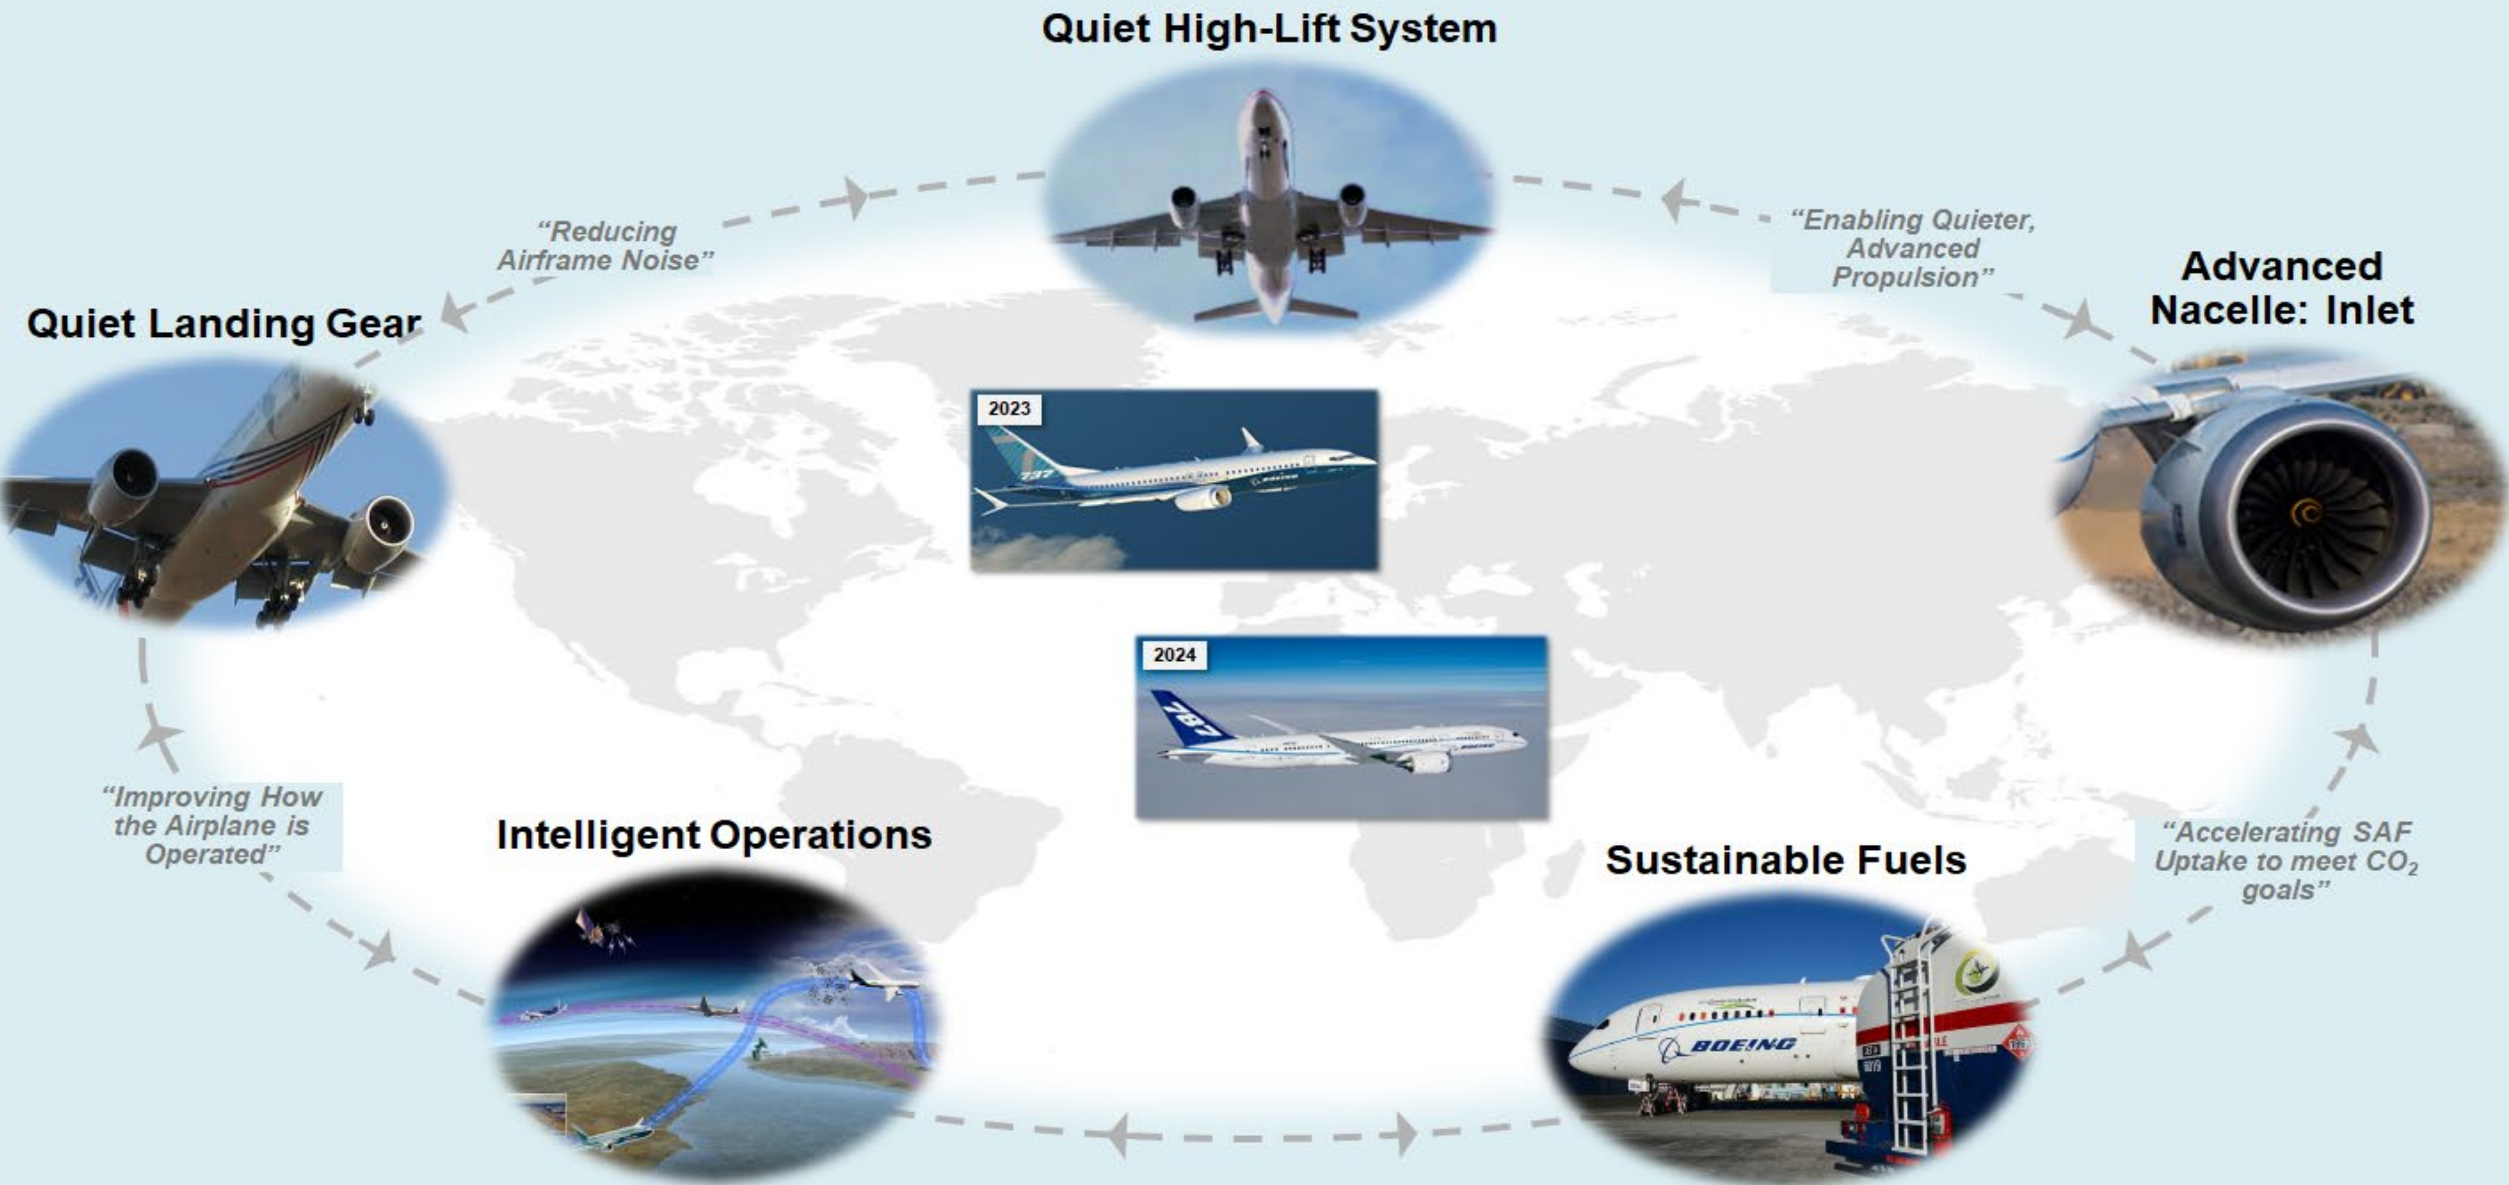 Quiet High-Lift System
“Reducing
Airframe Noise”
“Enabling Quieter,
Advanced
Propulsion”
Advanced
Nacelle: Inlet
Quiet Landing Gear
2023
737
BOEING
2024
787
BOEING
“Improving How
the Airplane is
Operated”
Intelligent Operations
Sustainable Fuels
“Accelerating SAF
Uptake to meet CO₂
goals”
BOEING